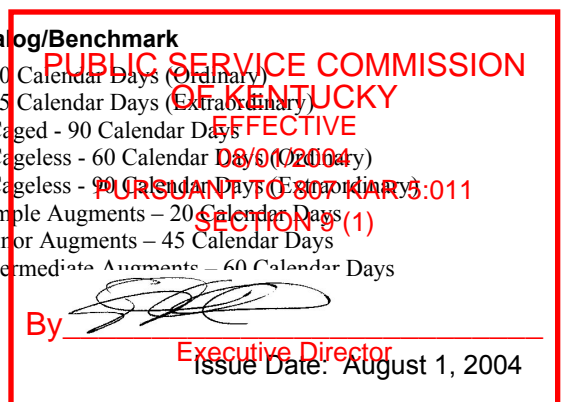 alog/Benchmark
0 Calendar Days (Ordinary)
PUBLIC SERVICE COMMISSION
5 Calendar Days (Extraordinary)
OF KENTUCKY
aged - 90 Calendar Days
EFFECTIVE
ageless - 60 Calendar Days (Ordinary)
08/01/2004
ageless - 90 Calendar Days (Extraordinary)
PURSUANT TO 807 KAR 5:011
mple Augments – 20 Calendar Days
SECTION 9 (1)
nor Augments – 45 Calendar Days
ermediate Augments – 60 Calendar Days
By
Executive Director
Issue Date: August 1, 2004